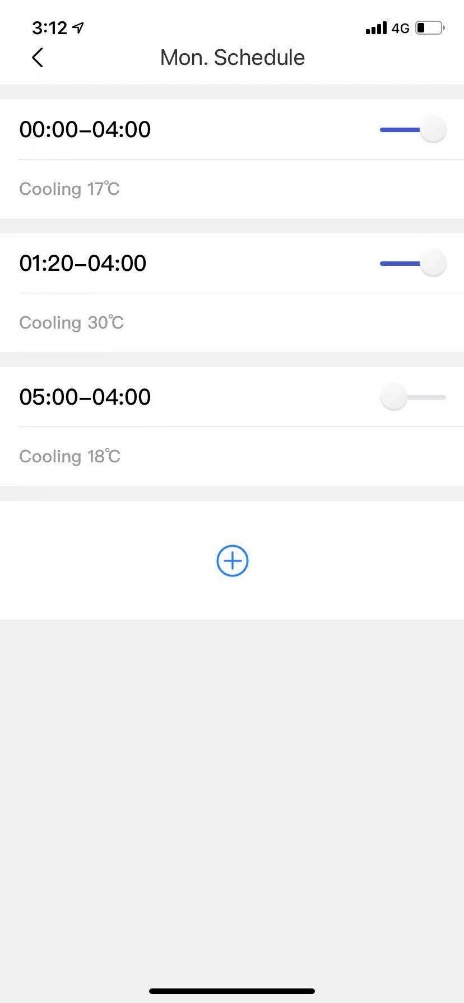 3:12 4G
Mon. Schedule
00:00–04:00
Cooling 17℃
01:20–04:00
Cooling 30℃
05:00–04:00
Cooling 18℃